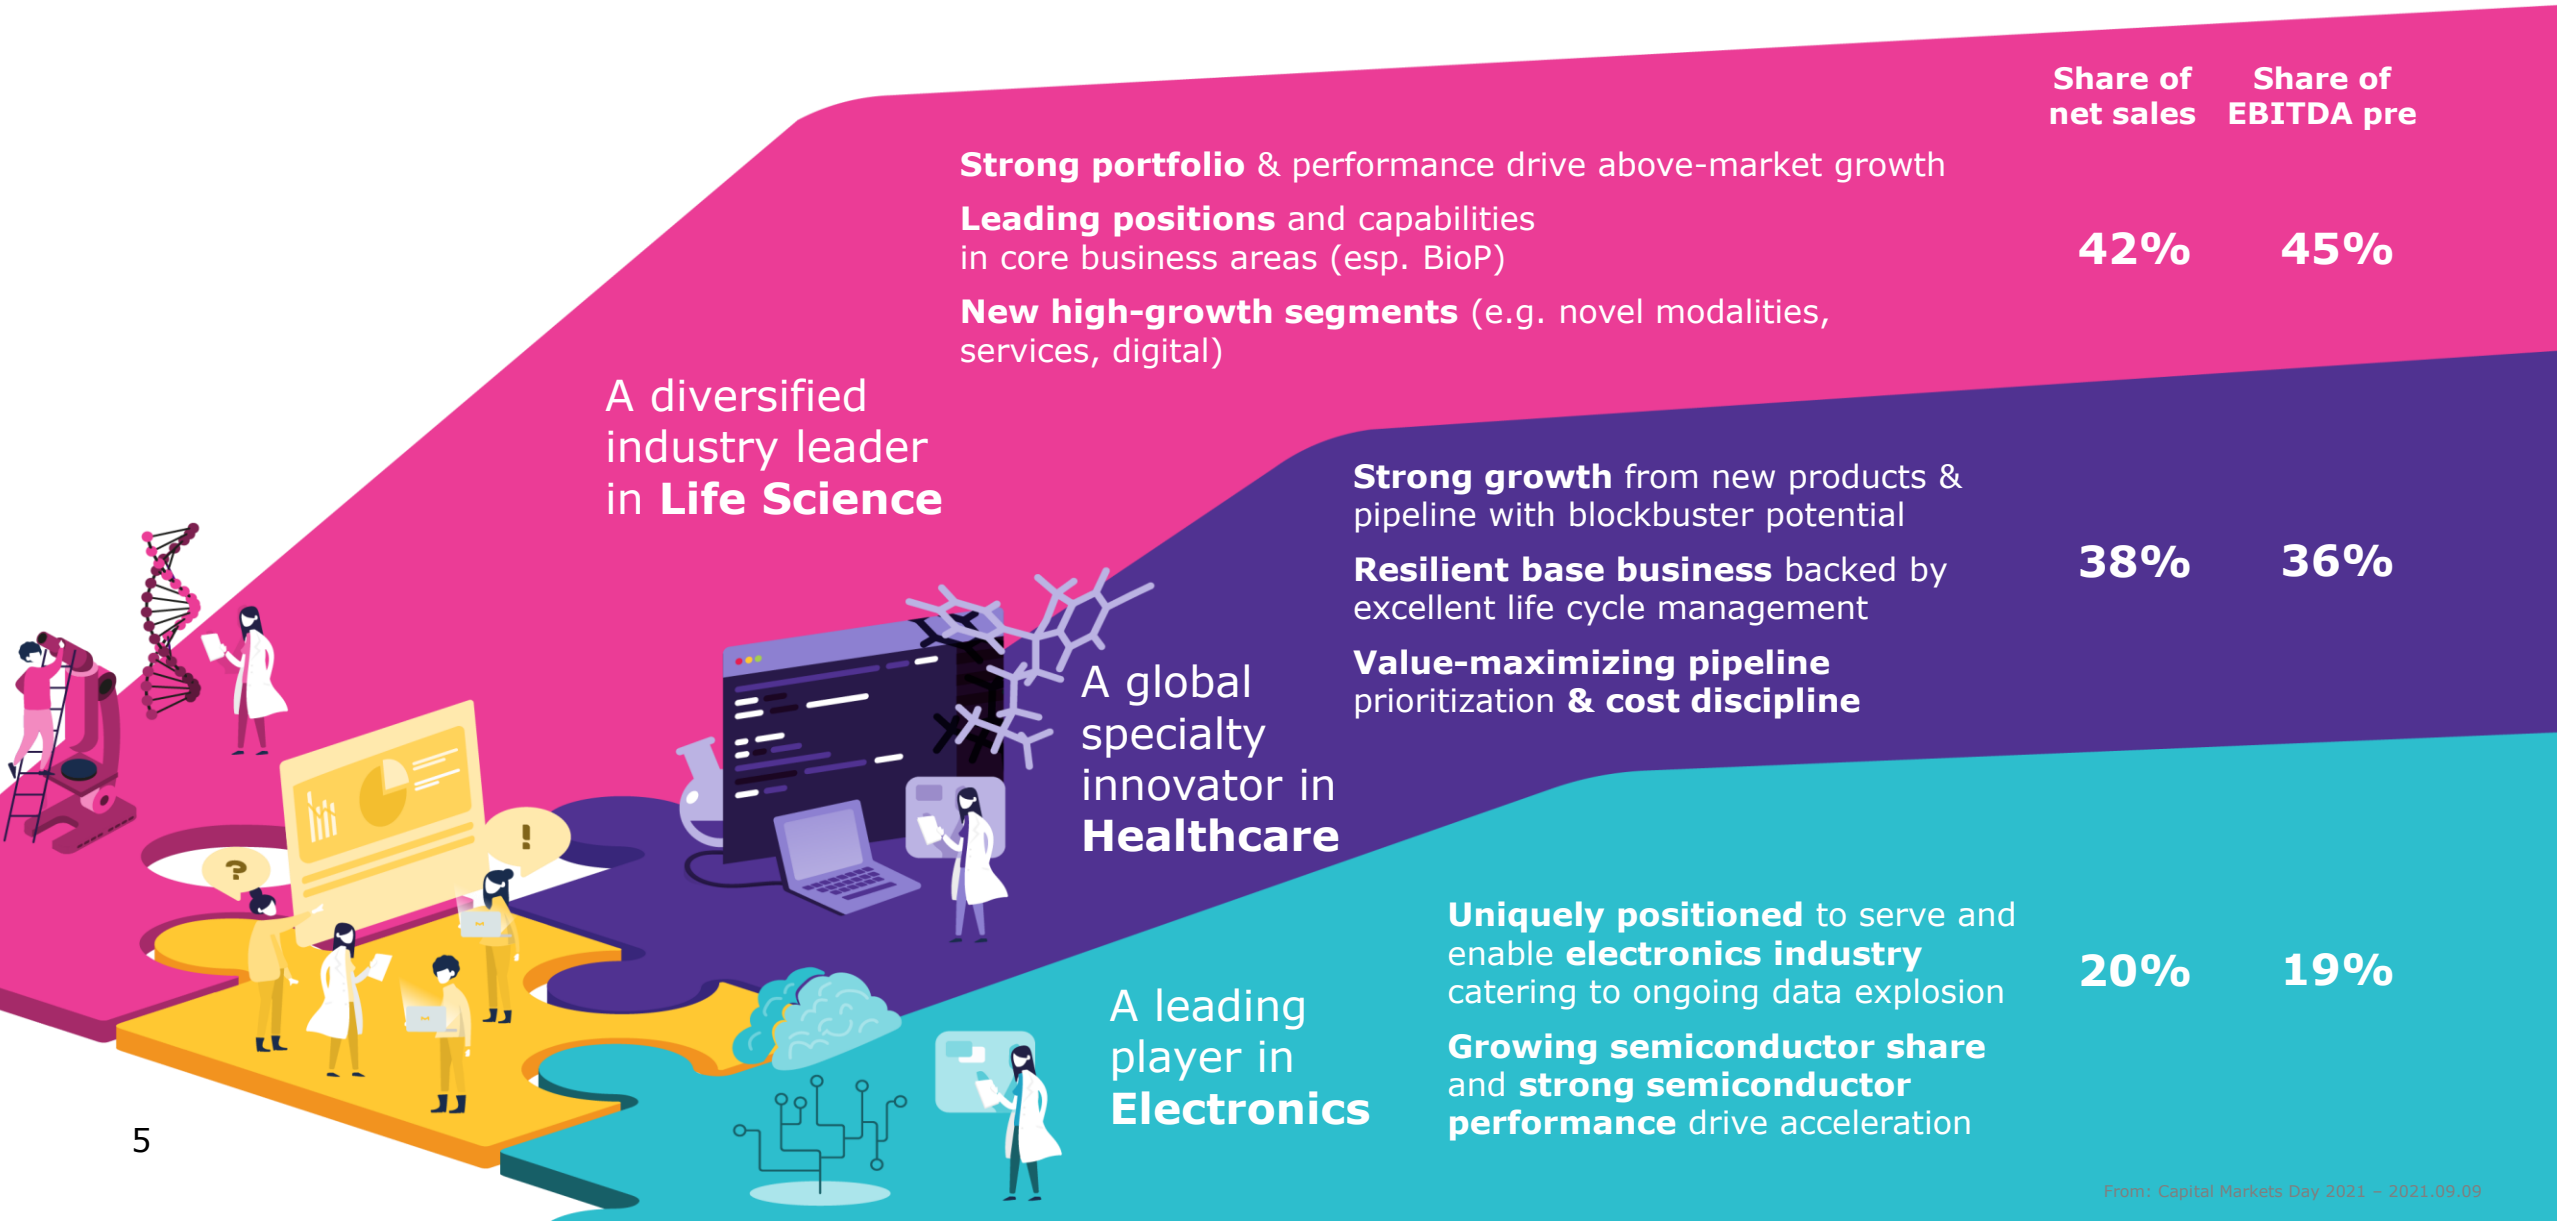 Share of Share of
net sales EBITDA pre
Strong portfolio & performance drive above-market growth
Leading positions and capabilities
in core business areas (esp. BioP)
42% 45%
New high-growth segments (e.g. novel modalities,
services, digital)
A diversified
industry leader
in Life Science
Strong growth from new products &
pipeline with blockbuster potential
Resilient base business backed by
excellent life cycle management
38% 36%
Value-maximizing pipeline
prioritization & cost discipline
A global
specialty
innovator in
Healthcare
Uniquely positioned to serve and
enable electronics industry
catering to ongoing data explosion
20% 19%
Growing semiconductor share
and strong semiconductor
performance drive acceleration
A leading
player in
Electronics
?
!
5
From: Capital Markets Day 2021 – 2021.09.09